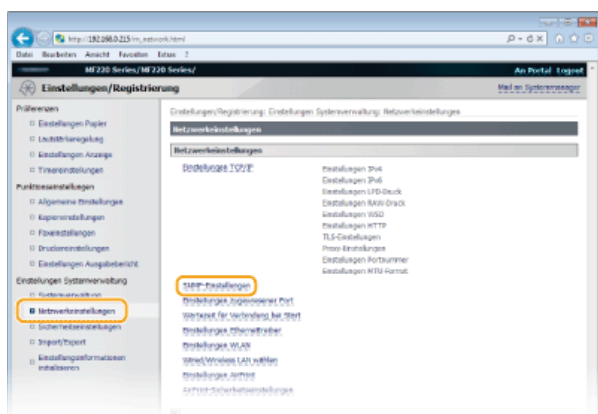 http://192.168.0.215/m_network.html
Datei Bearbeiten Ansicht Favoriten Extras ?
MF220 Series/MF220 Series/
An Portal Logout
Einstellungen/Registrierung
Mail an Systemmanager
Präferenzen
Einstellungen Papier
Lautstärkeregelung
Einstellungen Anzeige
Timereinstellungen
Funktionseinstellungen
Allgemeine Einstellungen
Kopiereinstellungen
Faxeinstellungen
Druckereinstellungen
Einstellungen Ausgabebericht
Einstellungen Systemverwaltung
Systemverwaltung
Netzwerkeinstellungen
Sicherheitseinstellungen
Import/Export
Einstellungsinformationen
initialisieren
Einstellungen/Registrierung: Einstellungen Systemverwaltung: Netzwerkeinstellungen
Netzwerkeinstellungen
Netzwerkeinstellungen
Einstellungen TCP/IP
Einstellungen IPv4
Einstellungen IPv6
Einstellungen LPD-Druck
Einstellungen RAW-Druck
Einstellungen WSD
Einstellungen HTTP
TLS-Einstellungen
Proxy-Einstellungen
Einstellungen Portnummer
Einstellungen MTU-Format
SNMP-Einstellungen
Einstellungen zugewiesener Port
Wartezeit für Verbindung bei Start
Einstellungen Ethernettreiber
Einstellungen WLAN
Wired/Wireless LAN wählen
Einstellungen AirPrint
AirPrint-Sicherheitseinstellungen